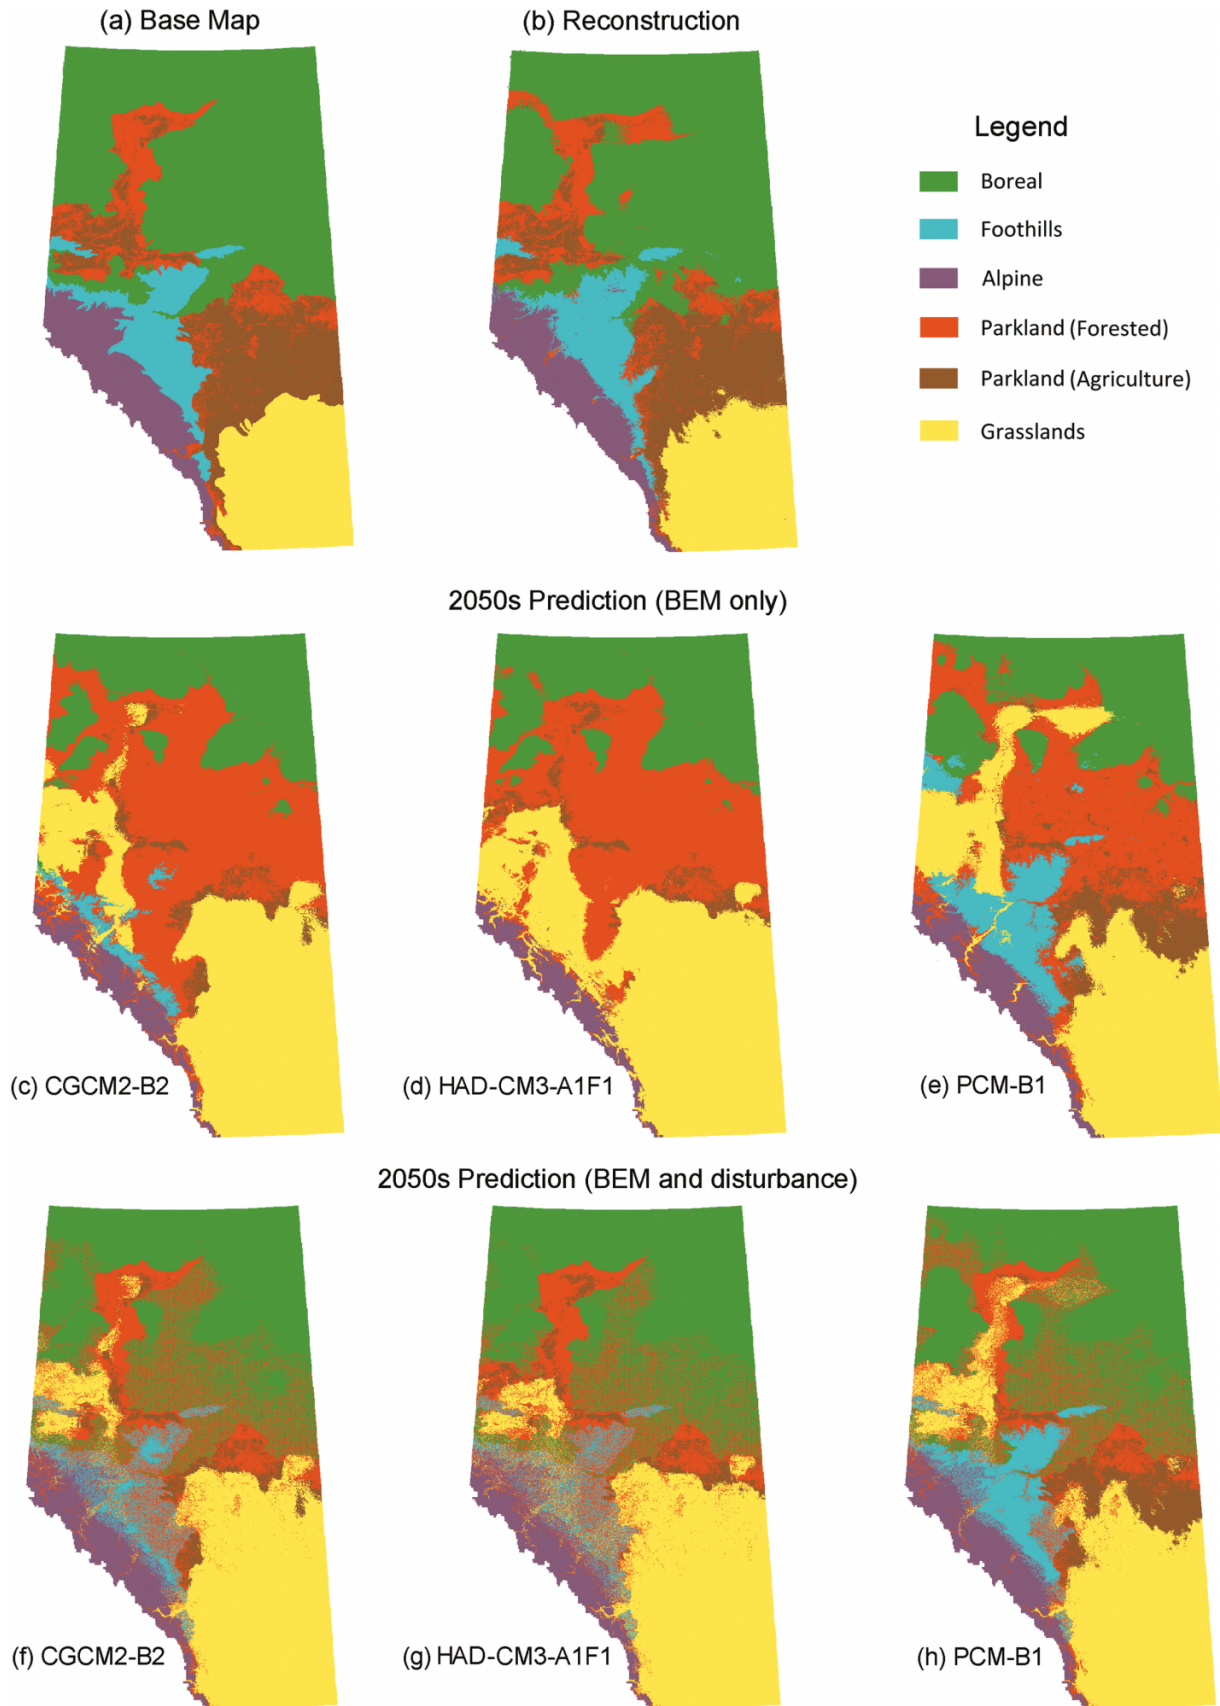 (a) Base Map
(b) Reconstruction
Legend
Boreal
Foothills
Alpine
Parkland (Forested)
Parkland (Agriculture)
Grasslands
2050s Prediction (BEM only)
(c) CGCM2-B2
(d) HAD-CM3-A1F1
(e) PCM-B1
2050s Prediction (BEM and disturbance)
(f) CGCM2-B2
(g) HAD-CM3-A1F1
(h) PCM-B1